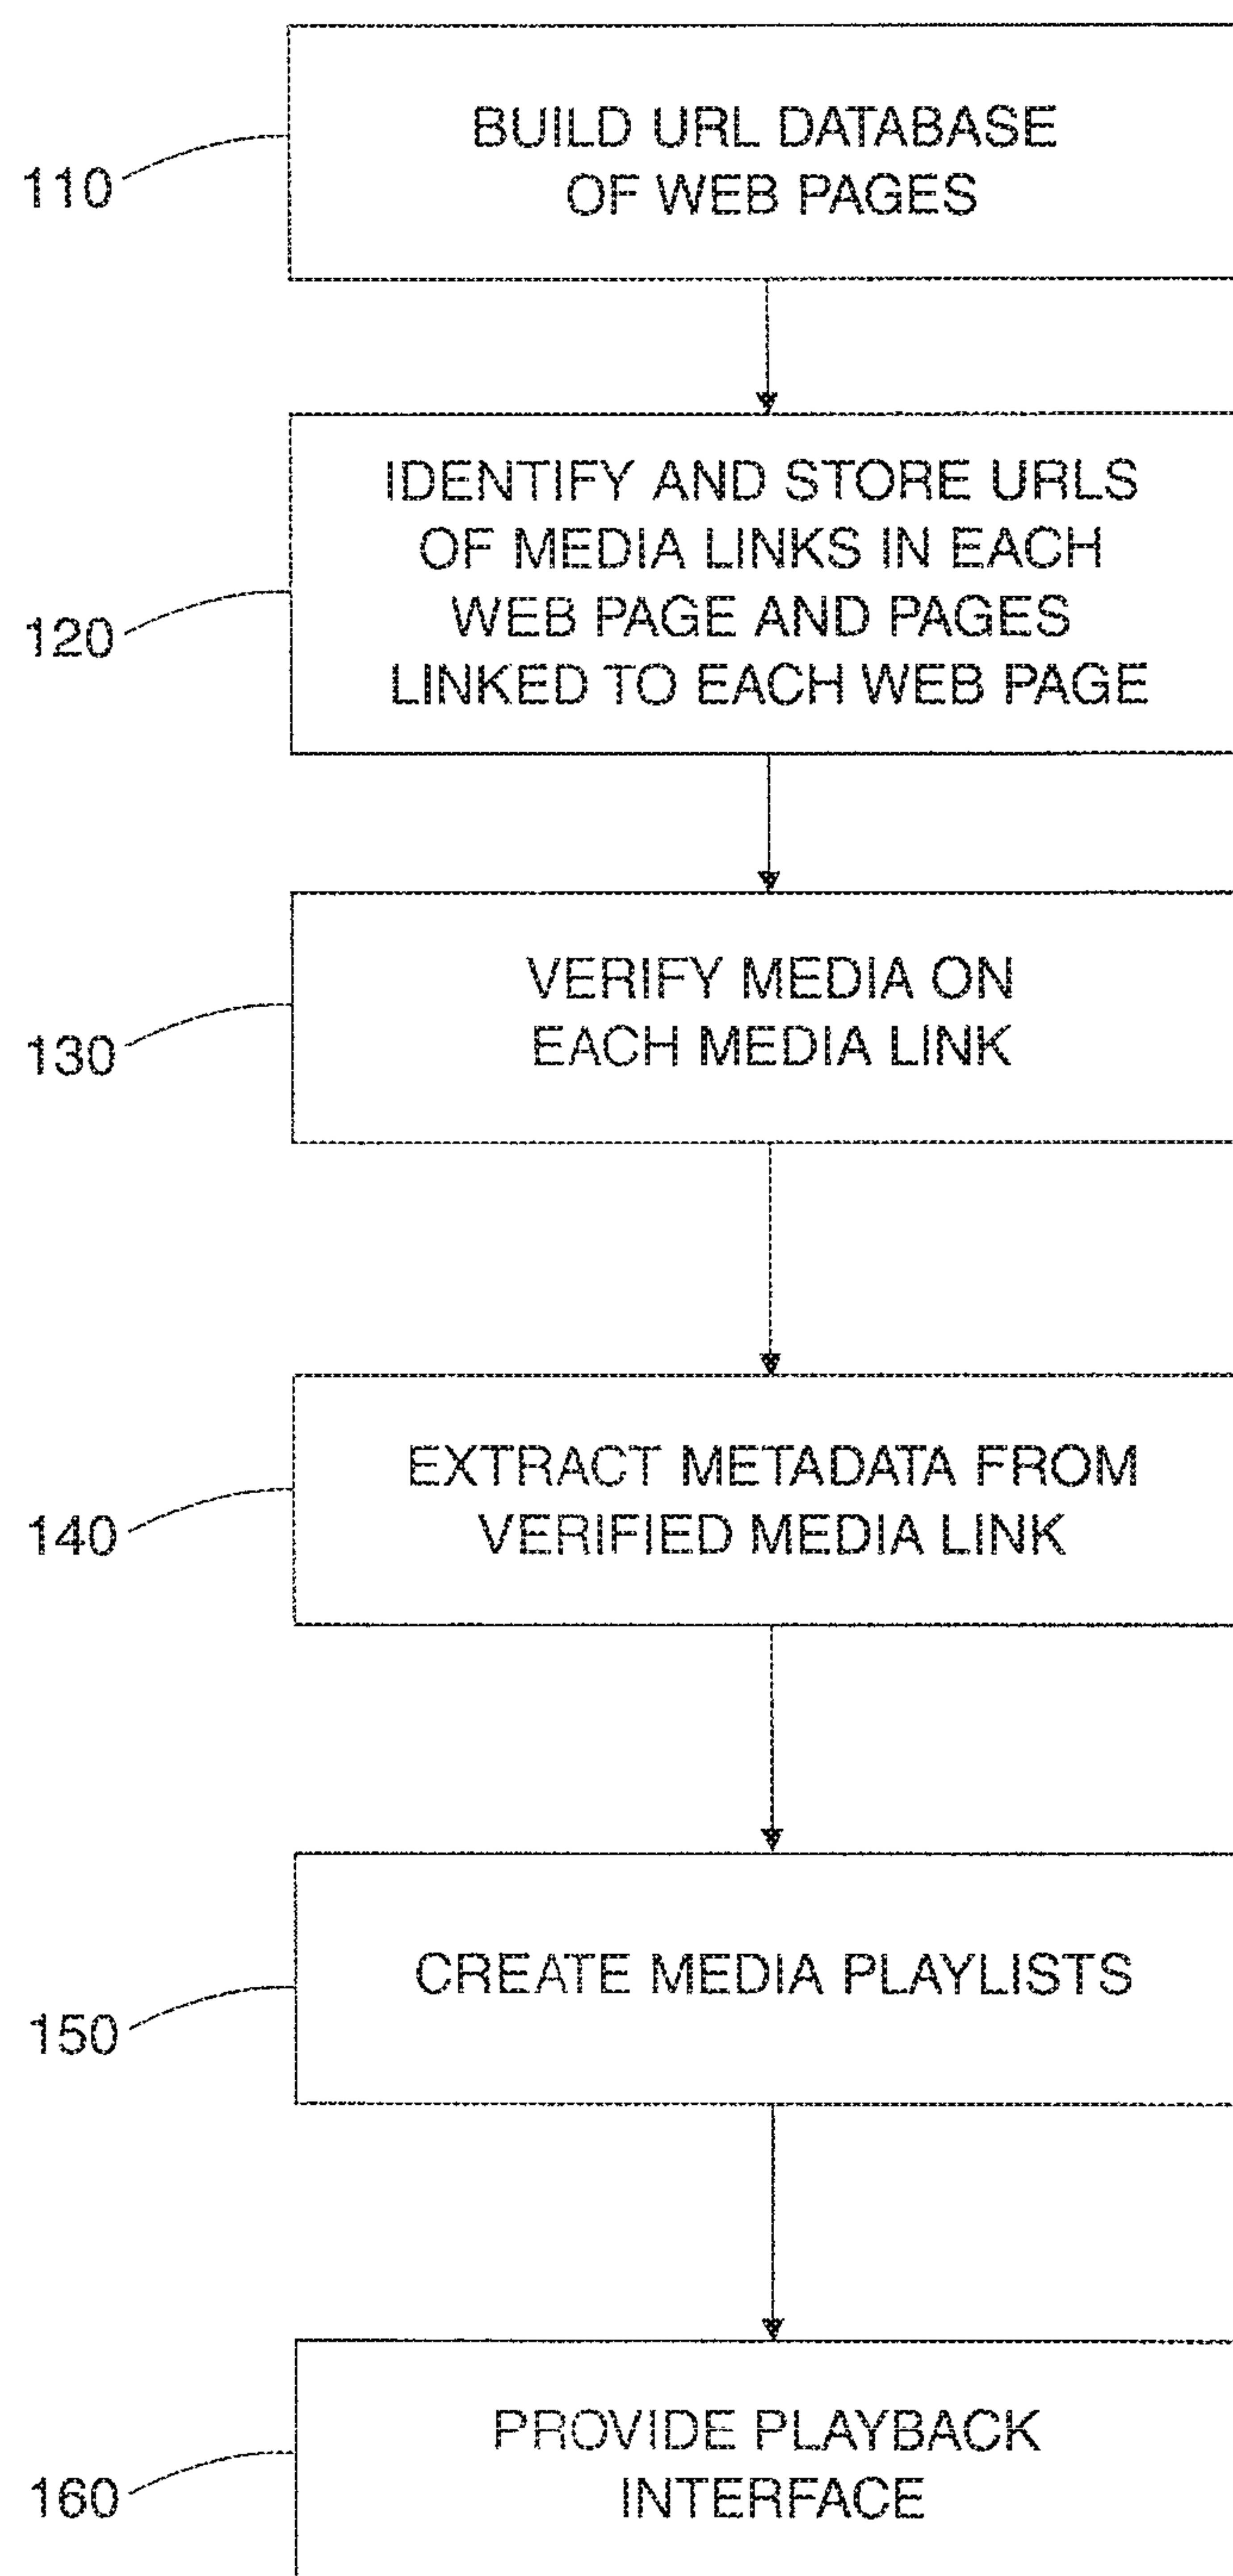 110
BUILD URL DATABASE
OF WEB PAGES
120
IDENTIFY AND STORE URLS
OF MEDIA LINKS IN EACH
WEB PAGE AND PAGES
LINKED TO EACH WEB PAGE
130
VERIFY MEDIA ON
EACH MEDIA LINK
140
EXTRACT METADATA FROM
VERIFIED MEDIA LINK
150
CREATE MEDIA PLAYLISTS
160
PROVIDE PLAYBACK
INTERFACE